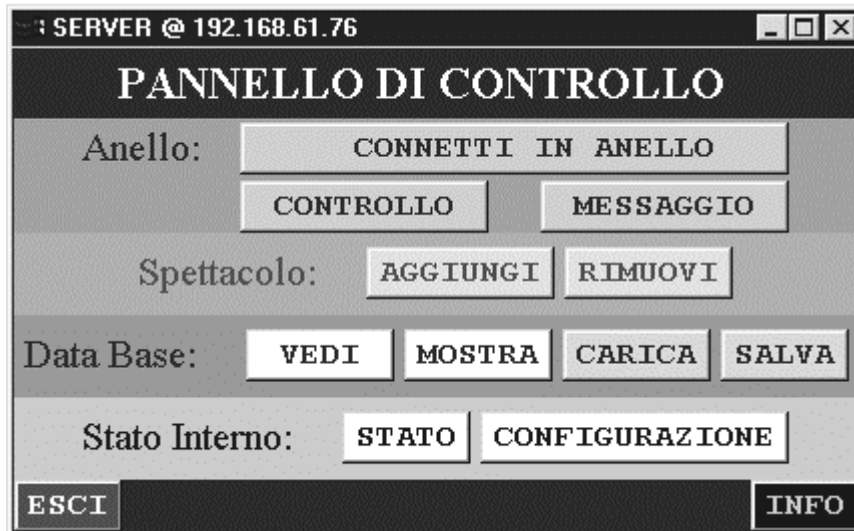 SERVER @ 192.168.61.76
PANNELLO DI CONTROLLO
Anello: CONNETTI IN ANELLO
CONTROLLO MESSAGGIO
Spettacolo: AGGIUNGI RIMUOVI
Data Base: VEDI MOSTRA CARICA SALVA
Stato Interno: STATO CONFIGURAZIONE
ESCI INFO